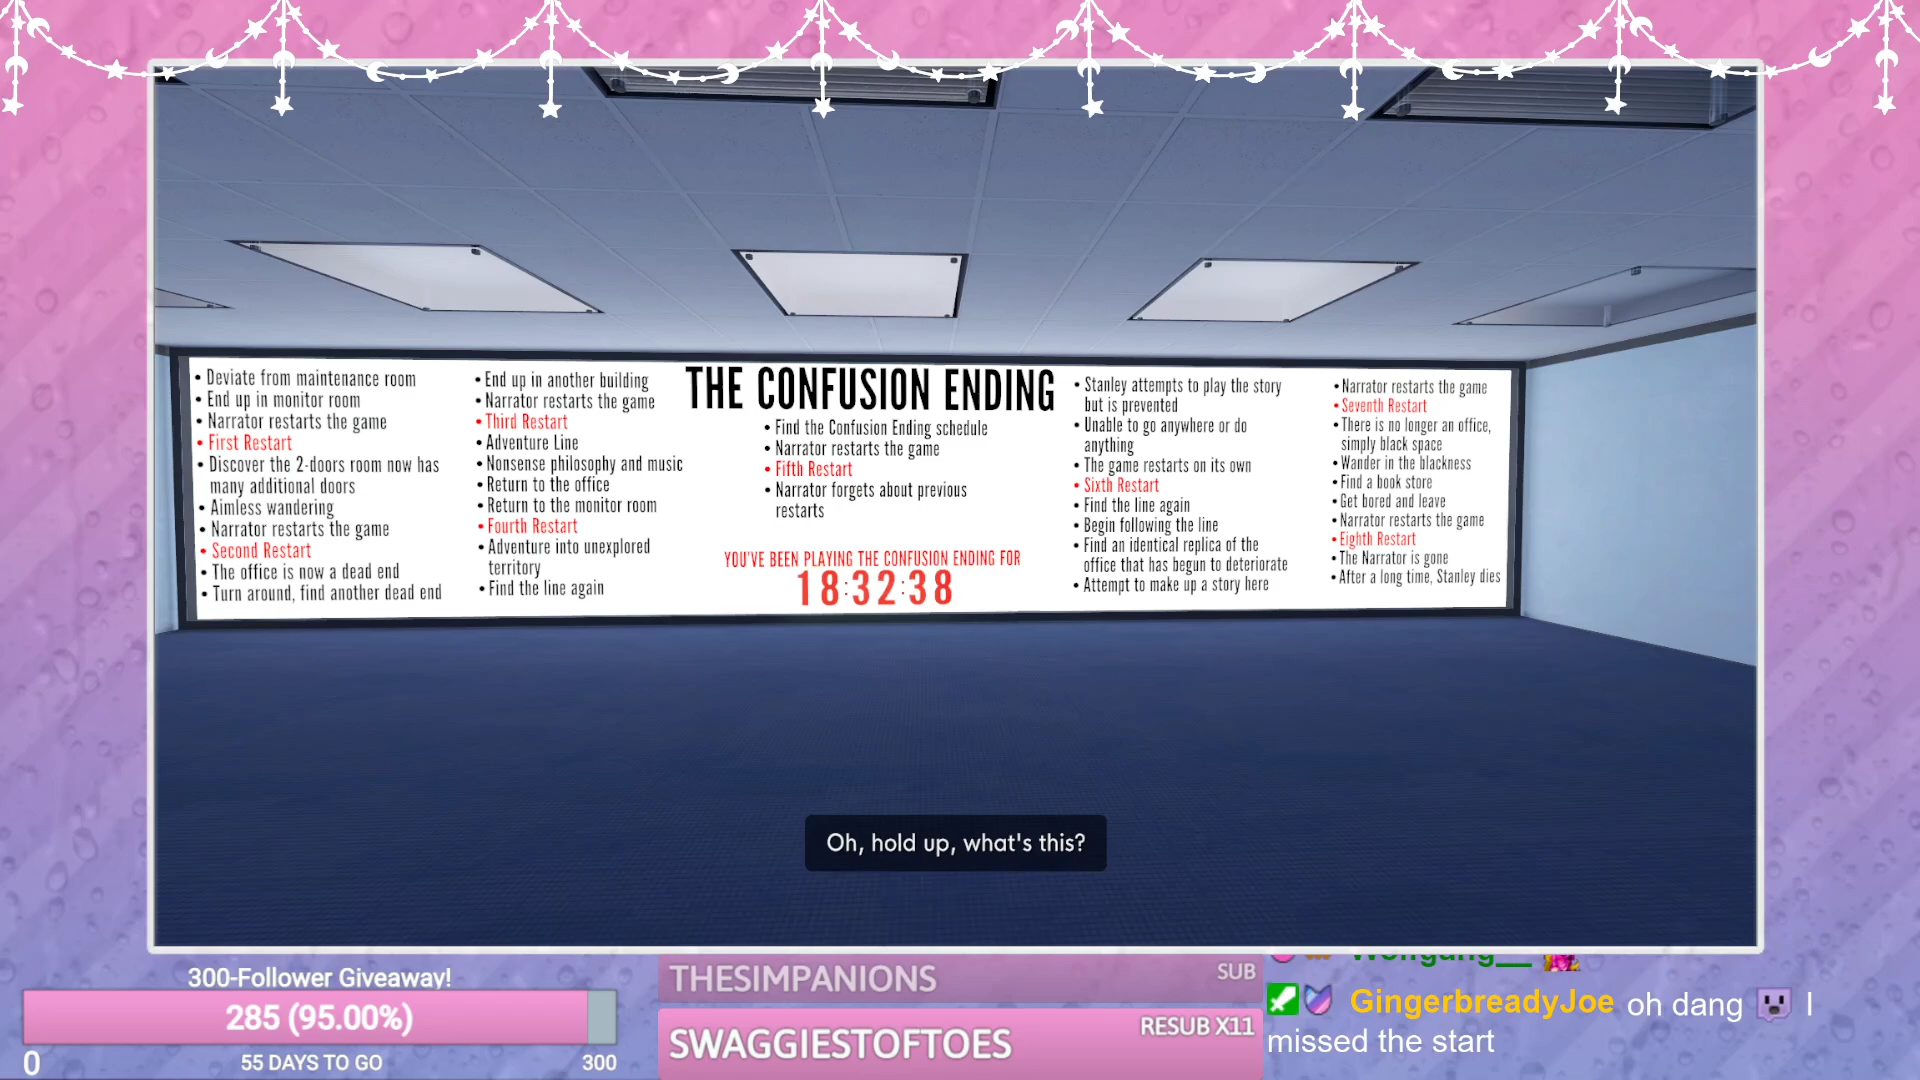 • Deviate from maintenance room
• End up in monitor room
• Narrator restarts the game
• First Restart
• Discover the 2-doors room now has
many additional doors
• Aimless wandering
• Narrator restarts the game
• Second Restart
• The office is now a dead end
• Turn around, find another dead end
• End up in another building
• Narrator restarts the game
• Third Restart
• Adventure Line
• Nonsense philosophy and music
• Return to the office
• Return to the monitor room
• Fourth Restart
• Adventure into unexplored
territory
• Find the line again
THE CONFUSION ENDING
• Find the Confusion Ending schedule
• Narrator restarts the game
• Fifth Restart
• Narrator forgets about previous
restarts
YOU'VE BEEN PLAYING THE CONFUSION ENDING FOR
18:32:38
• Stanley attempts to play the story
but is prevented
• Unable to go anywhere or do
anything
• The game restarts on its own
• Sixth Restart
• Find the line again
• Begin following the line
• Find an identical replica of the
office that has begun to deteriorate
• Attempt to make up a story here
• Narrator restarts the game
• Seventh Restart
• There is no longer an office,
simply black space
• Wander in the blackness
• Find a book store
• Get bored and leave
• Narrator restarts the game
• Eighth Restart
• The Narrator is gone
• After a long time, Stanley dies
Oh, hold up, what's this?
300-Follower Giveaway!
285 (95.00%)
0 55 DAYS TO GO 300
THESIMPANIONS SUB
SWAGGIESTOFTOES RESUB X11
Wolfgang__
GingerbreadyJoe oh dang I
missed the start